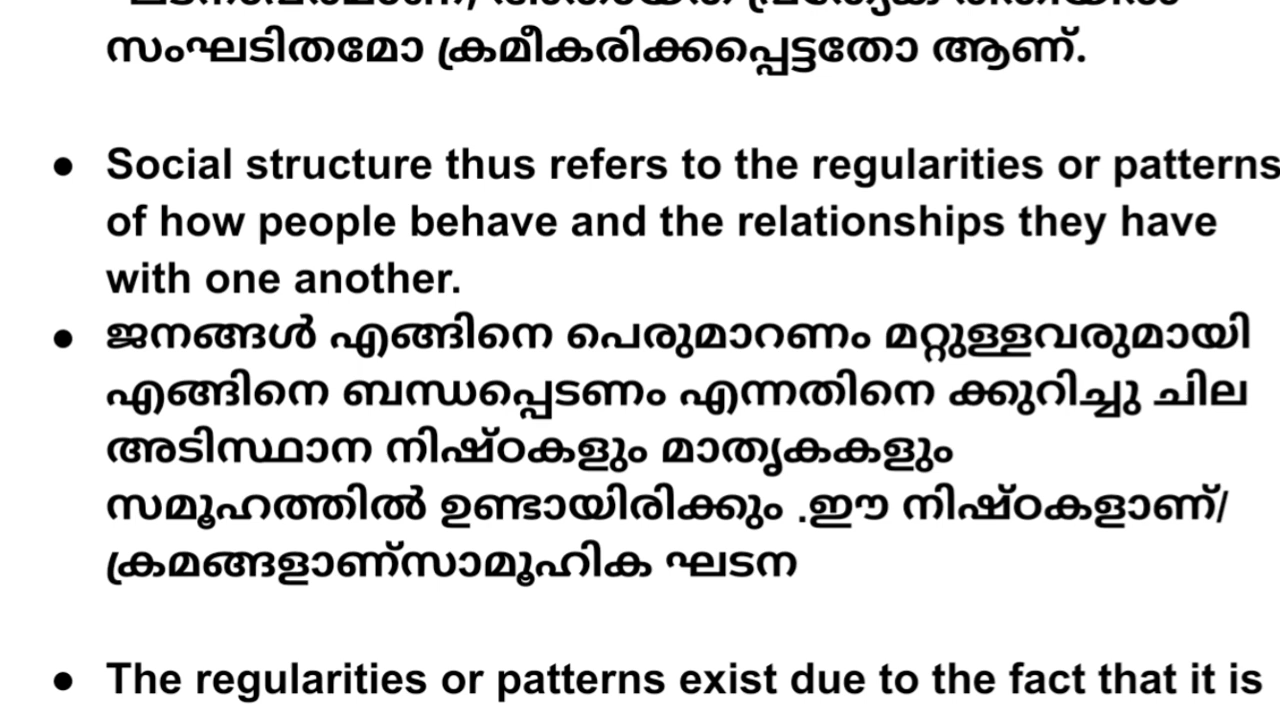 സംഘടിതമോ ക്രമീകരിക്കപ്പെട്ടതോ ആണ്.
● Social structure thus refers to the regularities or patterns
of how people behave and the relationships they have
with one another.
● ജനങ്ങൾ എങ്ങിനെ പെരുമാറണം മറ്റുള്ളവരുമായി
എങ്ങിനെ ബന്ധപ്പെടണം എന്നതിനെ ക്കുറിച്ചു ചില
അടിസ്ഥാന നിഷ്ഠകളും മാതൃകകളും
സമൂഹത്തിൽ ഉണ്ടായിരിക്കും .ഈ നിഷ്ഠകളാണ്/
ക്രമങ്ങളാണ്സാമൂഹിക ഘടന
● The regularities or patterns exist due to the fact that it is